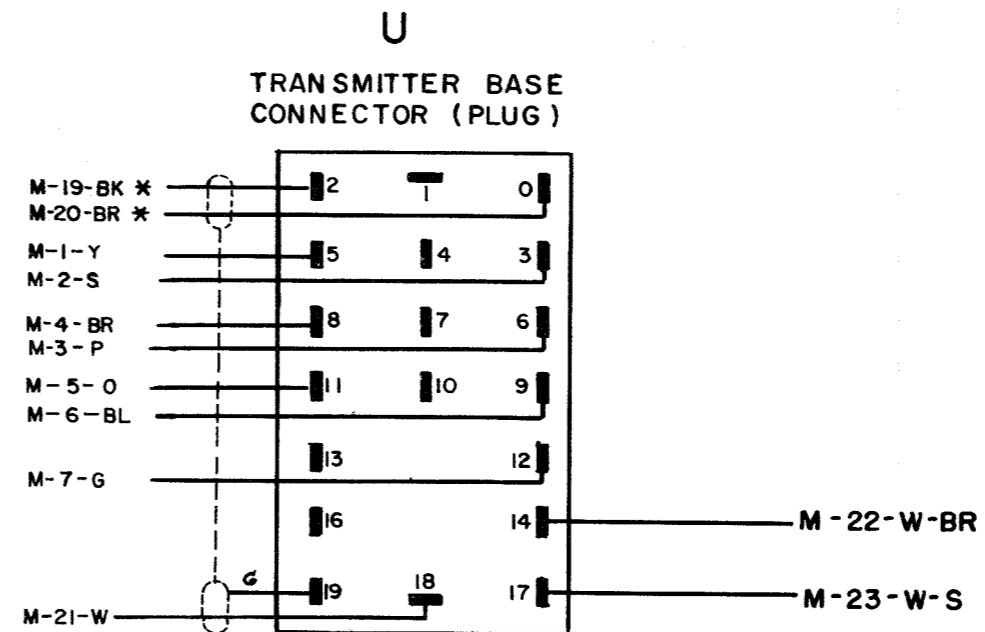 U
TRANSMITTER BASE
CONNECTOR (PLUG)
M-19-BK * 2 1 0
M-20-BR *
M-1-Y 5 4 3
M-2-S
M-4-BR 8 7 6
M-3-P
M-5-O 11 10 9
M-6-BL
13 12
M-7-G
16 14 M-22-W-BR
G 19 18 17 M-23-W-S
M-21-W